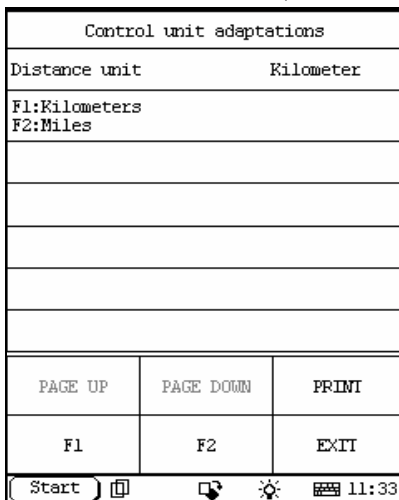 Control unit adaptations
Distance unit Kilometer
F1:Kilometers
F2:Miles
PAGE UP PAGE DOWN PRINT
F1 F2 EXIT
Start 11:33